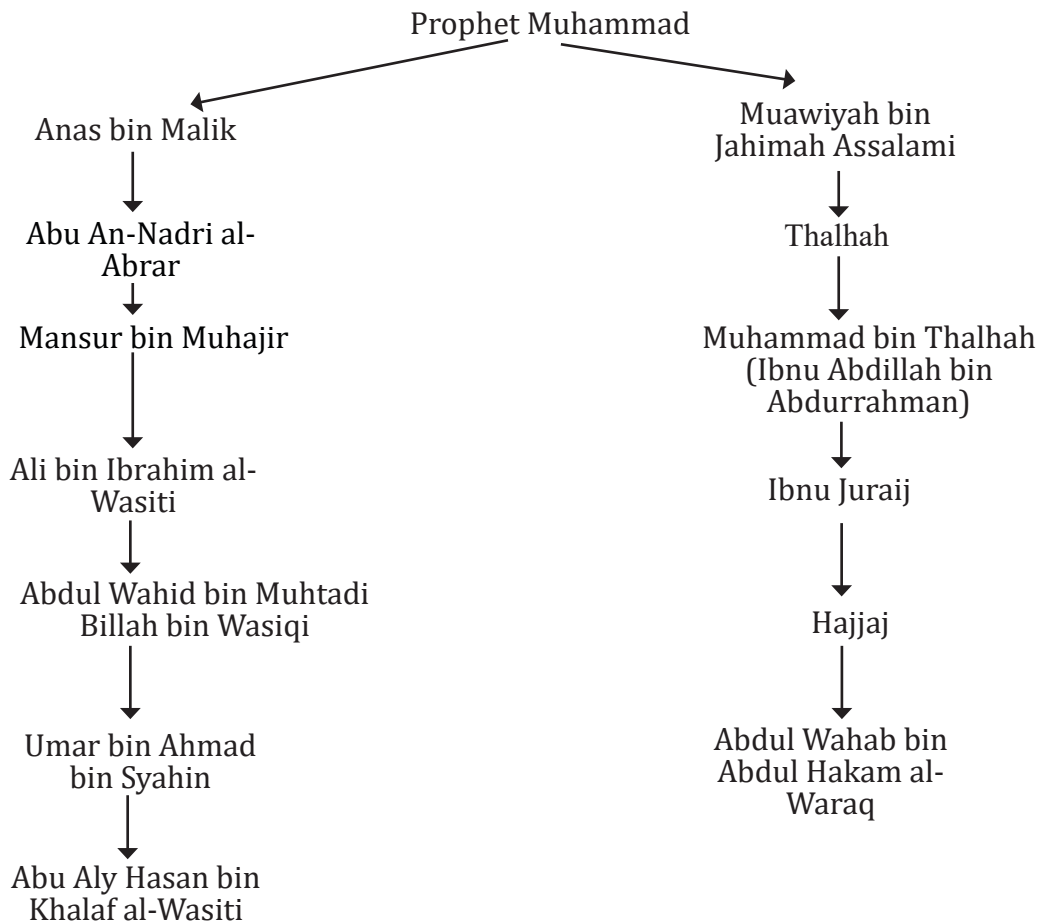 Prophet Muhammad
Anas bin Malik
Abu An-Nadri al-
Abrar
Mansur bin Muhajir
Ali bin Ibrahim al-
Wasiti
Abdul Wahid bin Muhtadi
Billah bin Wasiqi
Umar bin Ahmad
bin Syahin
Abu Aly Hasan bin
Khalaf al-Wasiti
Muawiyah bin
Jahimah Assalami
Thalhah
Muhammad bin Thalhah
(Ibnu Abdillah bin
Abdurrahman)
Ibnu Juraij
Hajjaj
Abdul Wahab bin
Abdul Hakam al-
Waraq